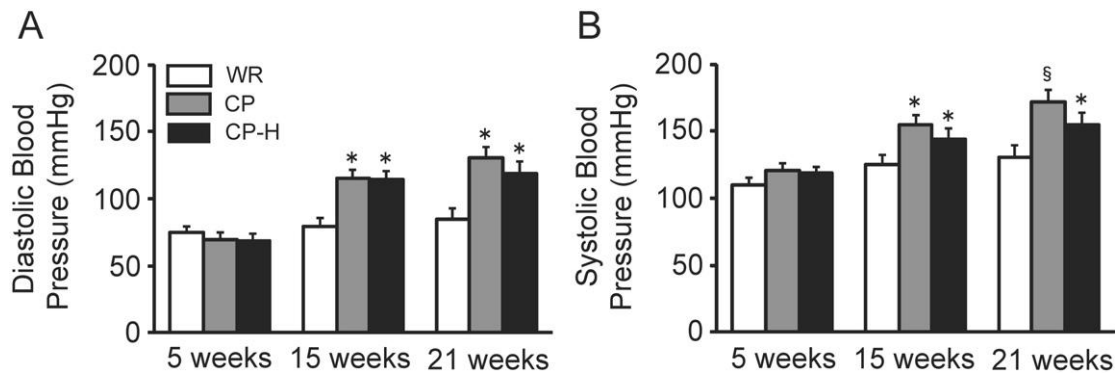 A
Diastolic Blood
Pressure (mmHg)
200
150
100
50
0
WR
CP
CP-H
*
*
*
*
5 weeks
15 weeks
21 weeks
B
Systolic Blood
Pressure (mmHg)
200
150
100
50
0
*
*
§
*
5 weeks
15 weeks
21 weeks